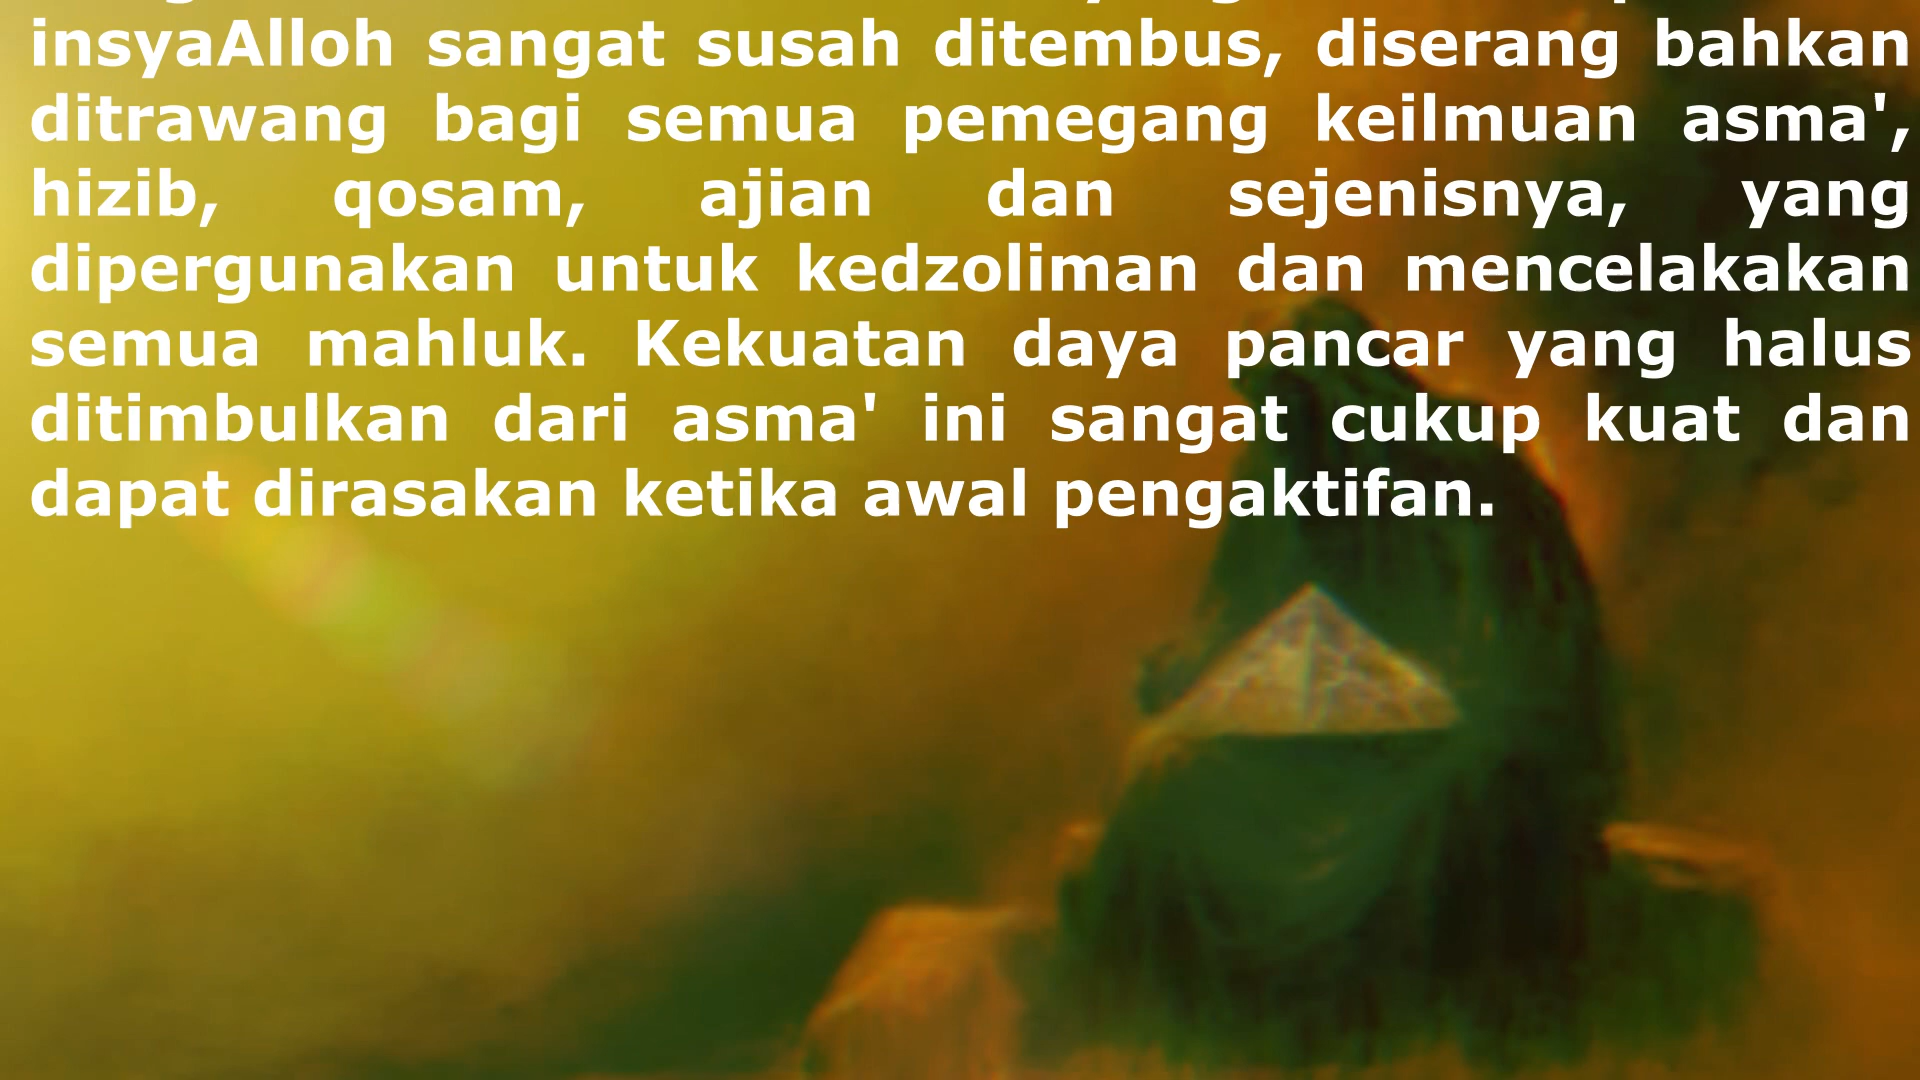 insyaAlloh sangat susah ditembus, diserang bahkan
ditrawang bagi semua pemegang keilmuan asma',
hizib, qosam, ajian dan sejenisnya, yang
dipergunakan untuk kedzoliman dan mencelakakan
semua mahluk. Kekuatan daya pancar yang halus
ditimbulkan dari asma' ini sangat cukup kuat dan
dapat dirasakan ketika awal pengaktifan.